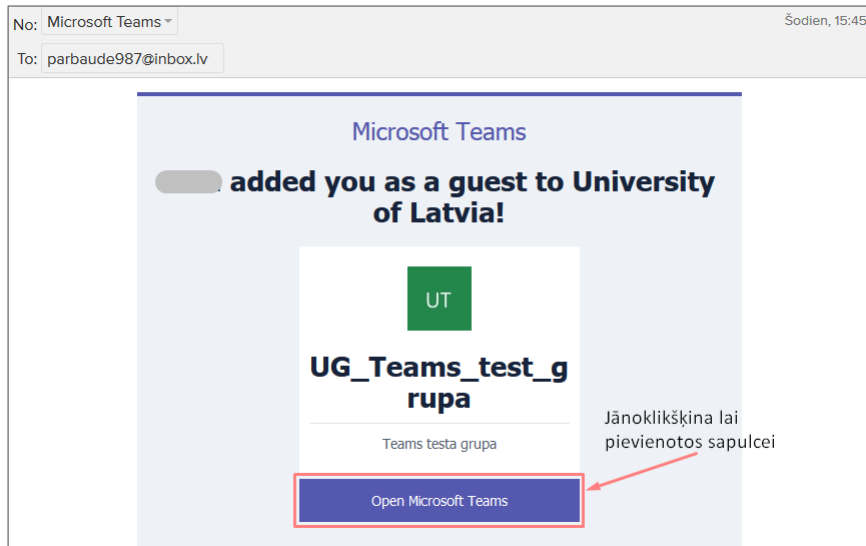 No: Microsoft Teams
Šodien, 15:45
To: parbaude987@inbox.lv
Microsoft Teams
added you as a guest to University
of Latvia!
UT
UG_Teams_test_g
rupa
Teams testa grupa
Jānoklikšķina lai
pievienotos sapulcei
Open Microsoft Teams